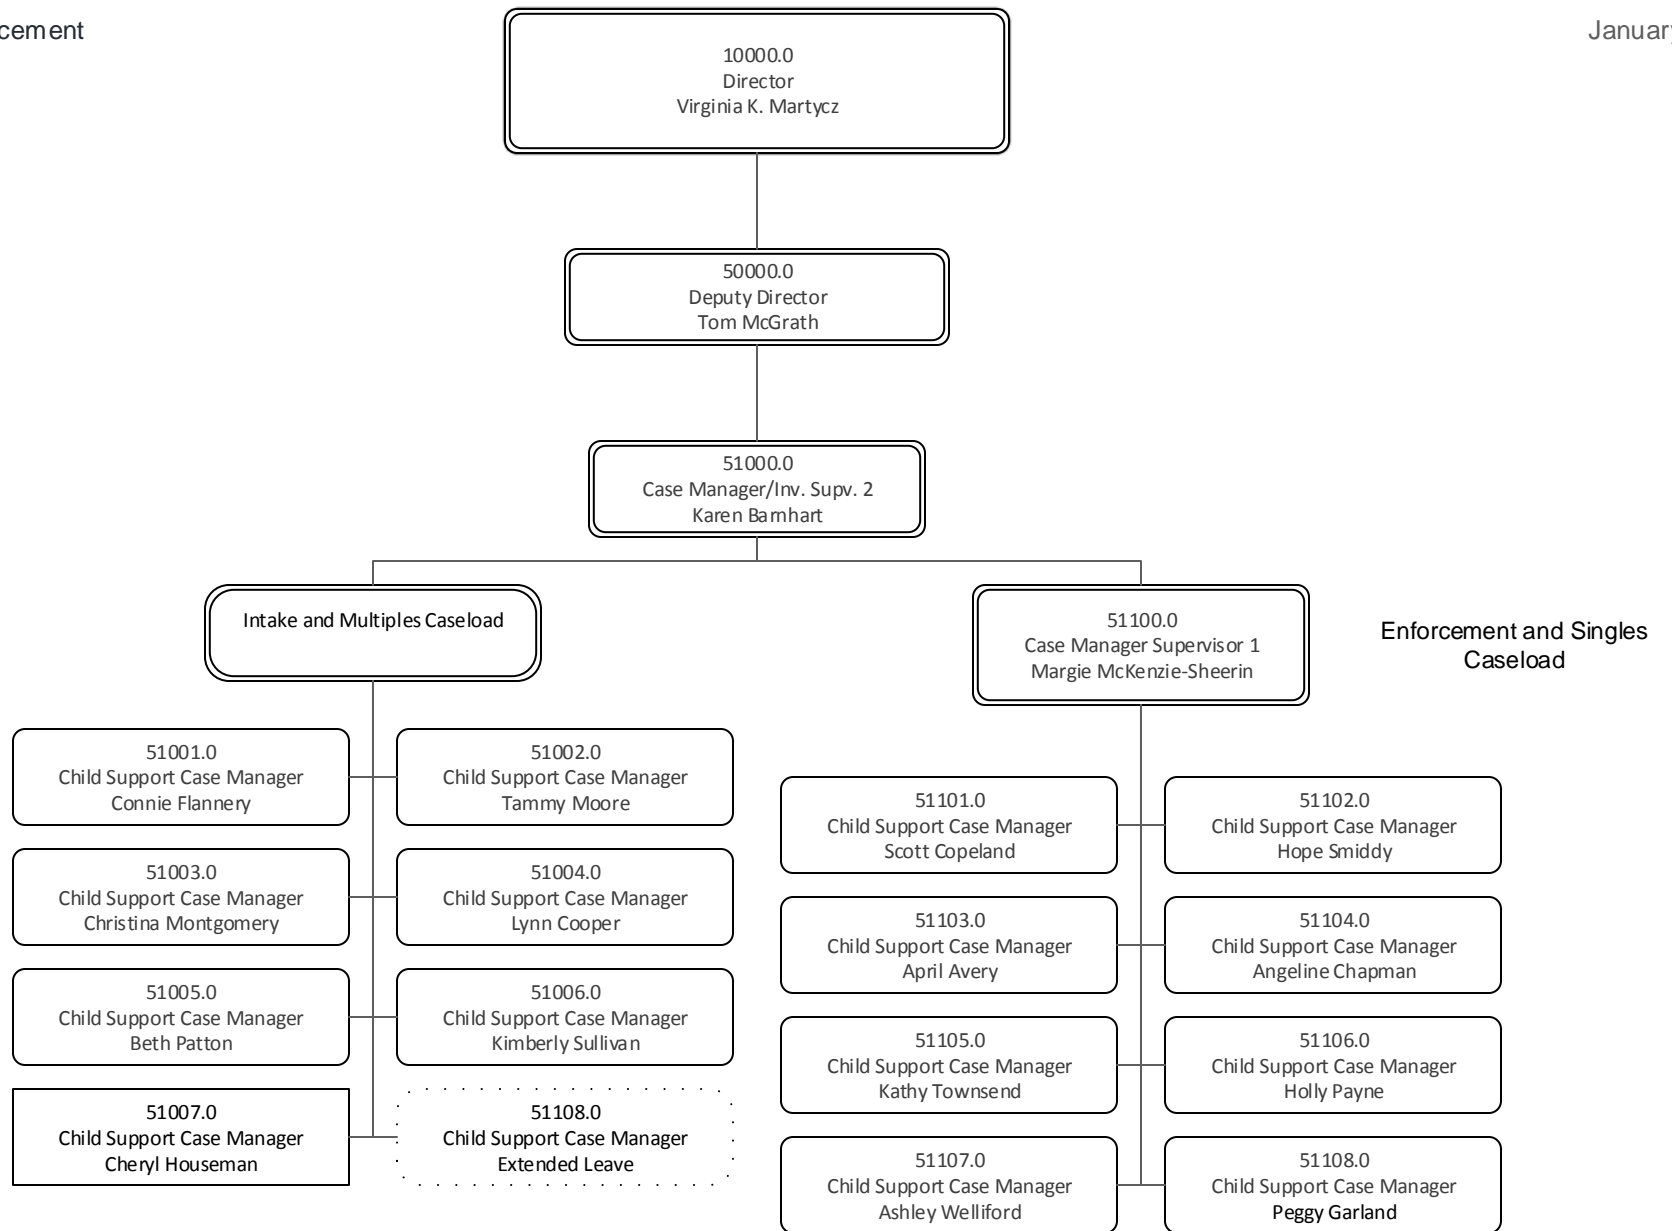 cement
January
10000.0
Director
Virginia K. Martycz
50000.0
Deputy Director
Tom McGrath
51000.0
Case Manager/Inv. Supv. 2
Karen Barnhart
Intake and Multiples Caseload
51100.0
Case Manager Supervisor 1
Margie McKenzie-Sheerin
Enforcement and Singles
Caseload
51001.0
Child Support Case Manager
Connie Flannery
51002.0
Child Support Case Manager
Tammy Moore
51003.0
Child Support Case Manager
Christina Montgomery
51004.0
Child Support Case Manager
Lynn Cooper
51005.0
Child Support Case Manager
Beth Patton
51006.0
Child Support Case Manager
Kimberly Sullivan
51007.0
Child Support Case Manager
Cheryl Houseman
51108.0
Child Support Case Manager
Extended Leave
51101.0
Child Support Case Manager
Scott Copeland
51102.0
Child Support Case Manager
Hope Smiddy
51103.0
Child Support Case Manager
April Avery
51104.0
Child Support Case Manager
Angeline Chapman
51105.0
Child Support Case Manager
Kathy Townsend
51106.0
Child Support Case Manager
Holly Payne
51107.0
Child Support Case Manager
Ashley Welliford
51108.0
Child Support Case Manager
Peggy Garland